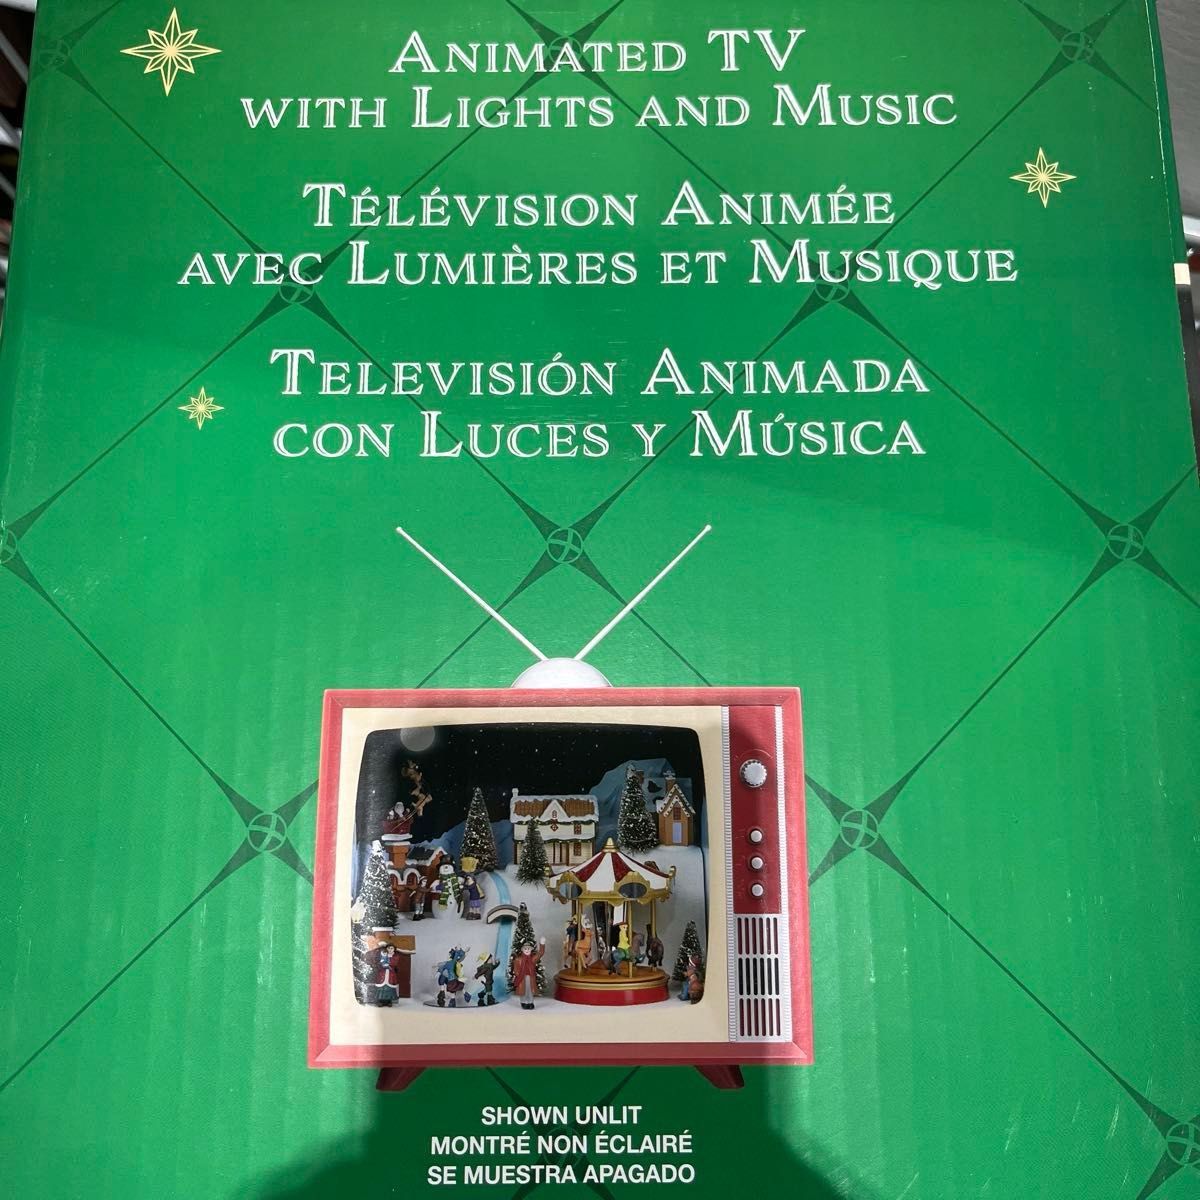 ANIMATED TV
WITH LIGHTS AND MUSIC
TÉLÉVISION ANIMÉE
AVEC LUMIÈRES ET MUSIQUE
TELEVISIÓN ANIMADA
CON LUCES Y MÚSICA
SHOWN UNLIT
MONTRÉ NON ÉCLAIRÉ
SE MUESTRA APAGADO